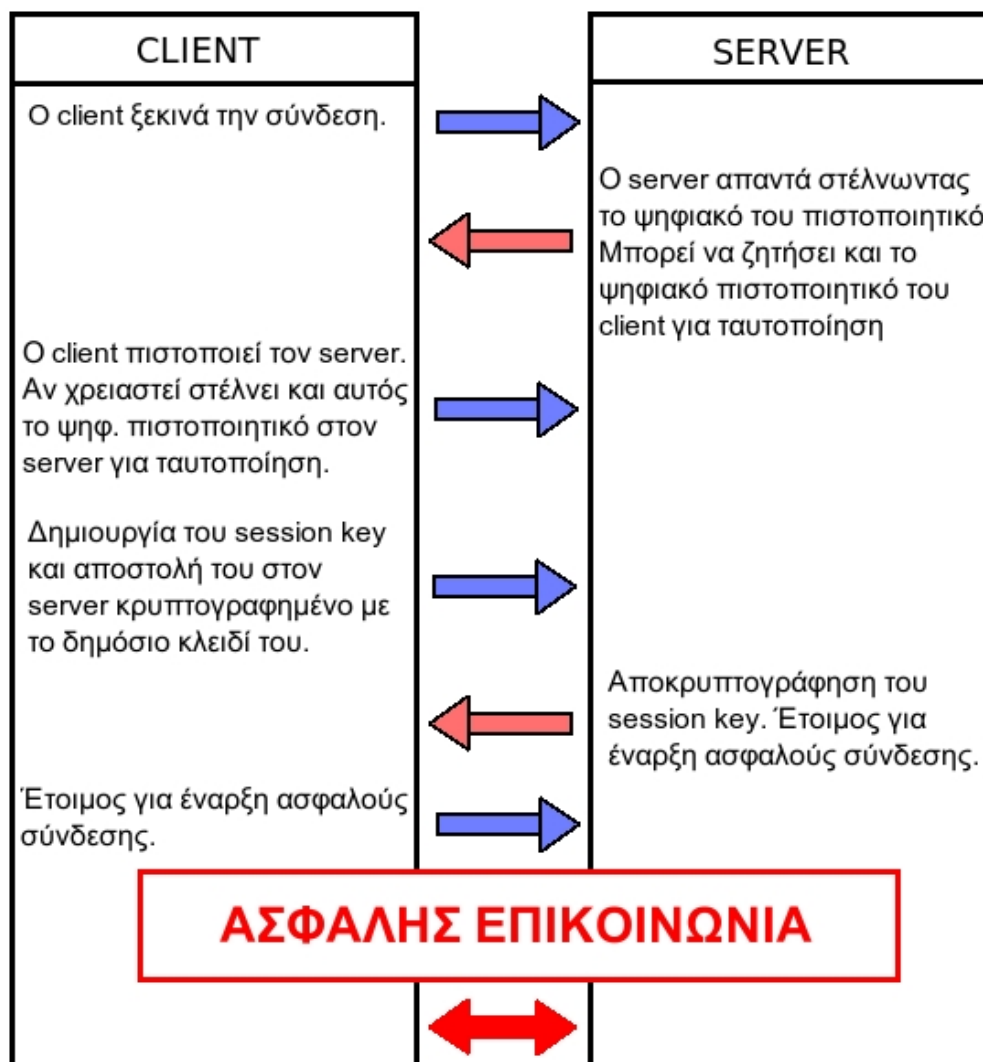 CLIENT
SERVER
Ο client ξεκινά την σύνδεση.
Ο server απαντά στέλνωντας
το ψηφιακό του πιστοποιητικό
Μπορεί να ζητήσει και το
ψηφιακό πιστοποιητικό του
client για ταυτοποίηση
Ο client πιστοποιεί τον server.
Αν χρειαστεί στέλνει και αυτός
το ψηφ. πιστοποιητικό στον
server για ταυτοποίηση.
Δημιουργία του session key
και αποστολή του στον
server κρυπτογραφημένο με
το δημόσιο κλειδί του.
Αποκρυπτογράφηση του
session key. Έτοιμος για
έναρξη ασφαλούς σύνδεσης.
Έτοιμος για έναρξη ασφαλούς
σύνδεσης.
ΑΣΦΑΛΗΣ ΕΠΙΚΟΙΝΩΝΙΑ